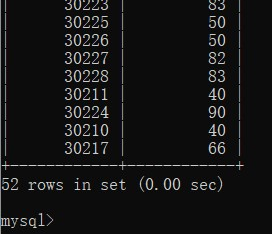 30223 | 83 |
| 30225 | 50 |
| 30226 | 50 |
| 30227 | 82 |
| 30228 | 83 |
| 30211 | 40 |
| 30224 | 90 |
| 30210 | 40 |
| 30217 | 66 |
+-----------+-----------+
52 rows in set (0.00 sec)
mysql>